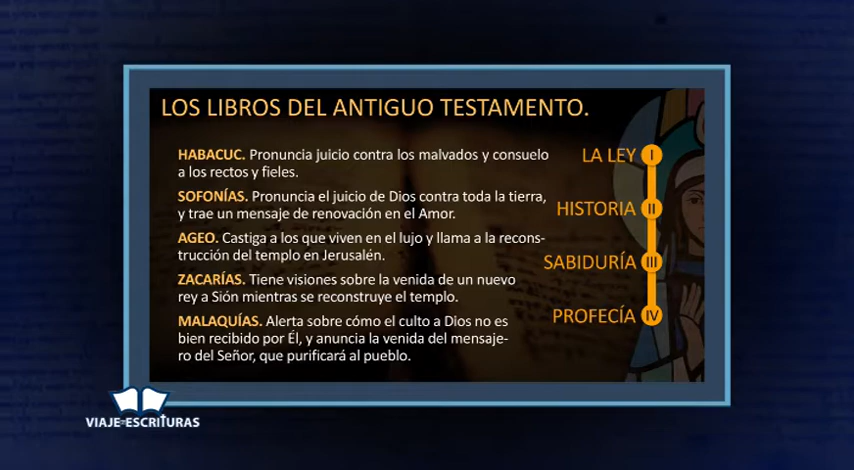 LOS LIBROS DEL ANTIGUO TESTAMENTO.
HABACUC. Pronuncia juicio contra los malvados y consuelo
a los rectos y fieles.
SOFONÍAS. Pronuncia el juicio de Dios contra toda la tierra,
y trae un mensaje de renovación en el Amor.
AGEO. Castiga a los que viven en el lujo y llama a la recons-
trucción del templo en Jerusalén.
ZACARÍAS. Tiene visiones sobre la venida de un nuevo
rey a Sión mientras se reconstruye el templo.
MALAQUÍAS. Alerta sobre cómo el culto a Dios no es
bien recibido por Él, y anuncia la venida del mensaje-
ro del Señor, que purificará al pueblo.
LA LEY I
HISTORIA II
SABIDURÍA III
PROFECÍA IV
VIAJE ESCRITURAS